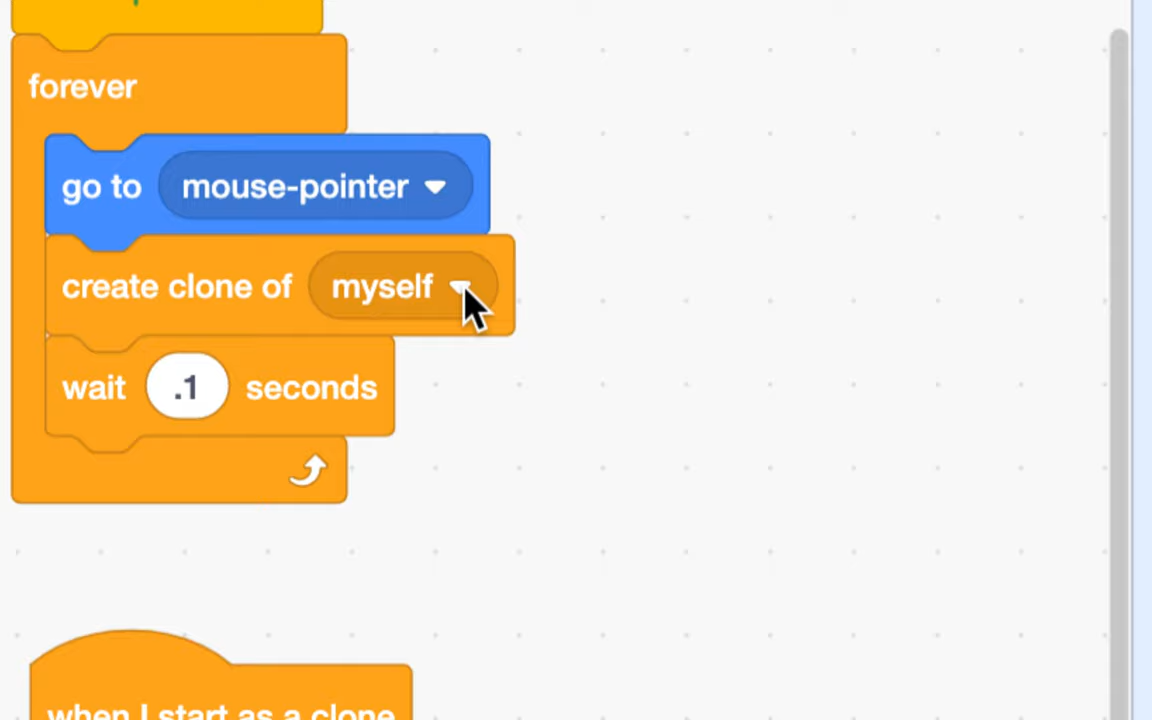 forever
go to mouse-pointer
create clone of myself
wait .1 seconds
when I start as a clone